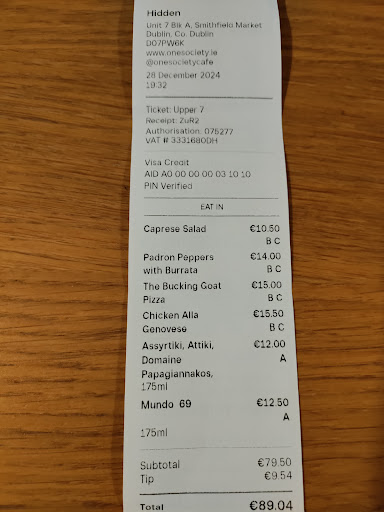 Hidden
Unit 7 Blk A, Smithfield Market
Dublin, Co. Dublin
D07PW6K
www.onesociety.ie
@onesocietycafe
28 December 2024
19:32
Ticket: Upper 7
Receipt: ZuR2
Authorisation: 075277
VAT # 3331680DH
Visa Credit
AID A0 00 00 00 03 10 10
PIN Verified
EAT IN
Caprese Salad €10.50
B C
Padron Peppers €14.00
with Burrata B C
The Bucking Goat €15.00
Pizza B C
Chicken Alla €15.50
Genovese B C
Assyrtiki, Attiki, €12.00
Domaine A
Papagiannakos,
175ml
Mundo 69 €12.50
A
175ml
Subtotal €79.50
Tip €9.54
Total €89.04